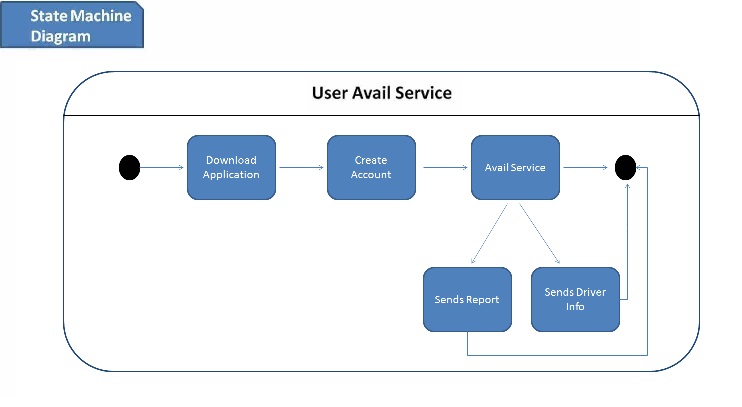 State Machine
Diagram
User Avail Service
Download
Application
Create
Account
Avail Service
Sends Report
Sends Driver
Info